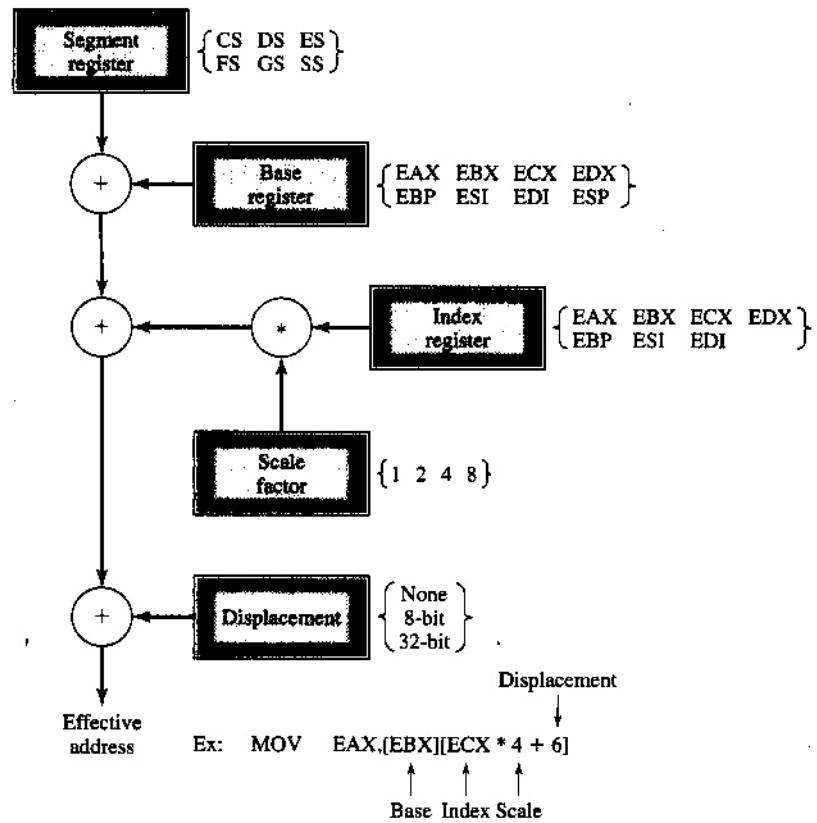 Segment
register
{CS DS ES
FS GS SS}
+
Base
register
{EAX EBX ECX EDX
EBP ESI EDI ESP}
+
*
Index
register
{EAX EBX ECX EDX
EBP ESI EDI}
Scale
factor
{1 2 4 8}
+
Displacement
{None
8-bit
32-bit}
Displacement
Effective
address
Ex: MOV EAX,[EBX][ECX * 4 + 6]
Base Index Scale